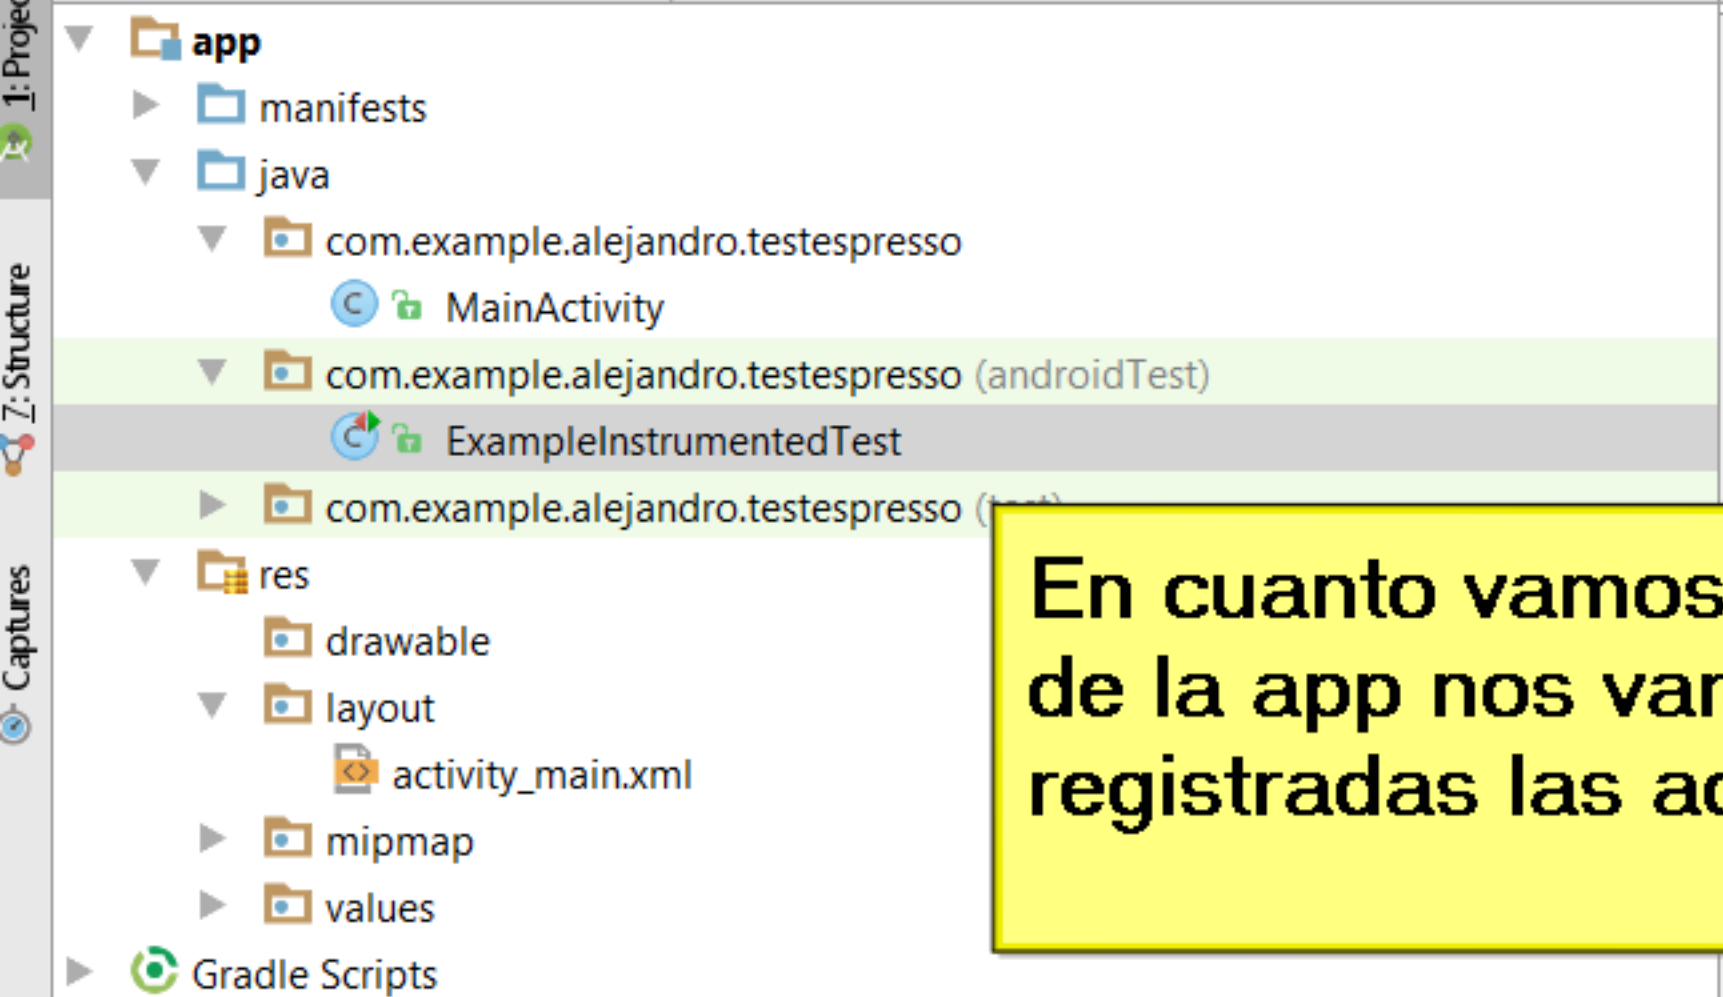 app
manifests
java
com.example.alejandro.testespresso
MainActivity
com.example.alejandro.testespresso (androidTest)
ExampleInstrumentedTest
com.example.alejandro.testespresso (test)
res
drawable
layout
activity_main.xml
mipmap
values
Gradle Scripts
1: Projec
7: Structure
Captures
En cuanto vamos
de la app nos
registradas las